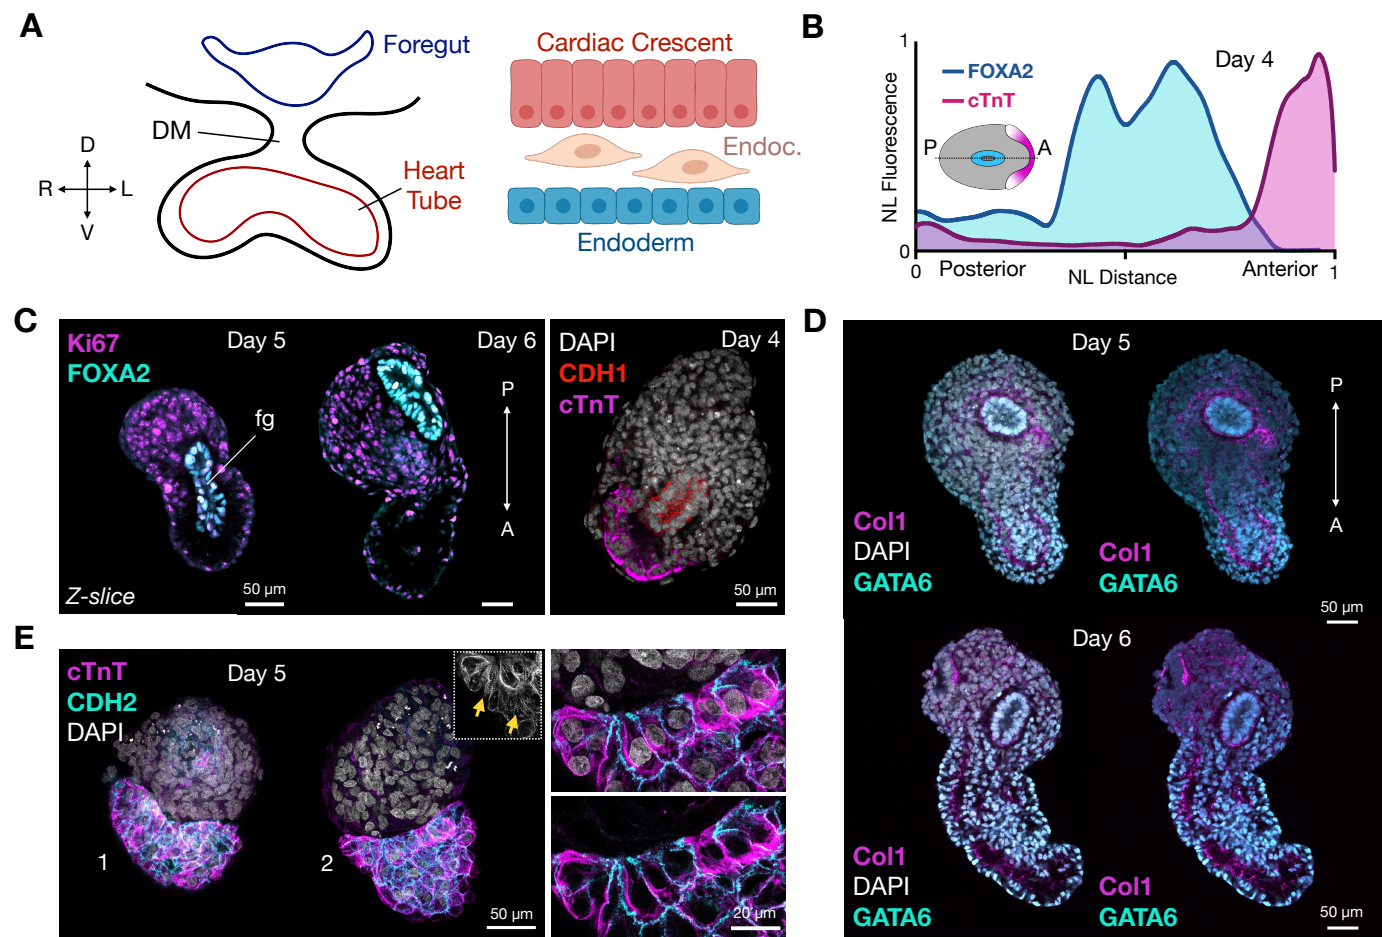 A
Foregut
DM
D
R L
V
Heart
Tube
Cardiac Crescent
Endoc.
Endoderm
B
1
FOXA2
cTnT
Day 4
P A
NL Fluorescence
0
0 Posterior NL Distance Anterior 1
C
Ki67
FOXA2
Day 5
fg
Z-slice
50 µm
Day 6
P
A
DAPI
CDH1
cTnT
Day 4
50 µm
D
Day 5
P
A
Col1
DAPI
GATA6
Col1
GATA6
50 µm
Day 6
Col1
DAPI
GATA6
Col1
GATA6
50 µm
E
cTnT
CDH2
DAPI
Day 5
1
2
50 µm
20 µm